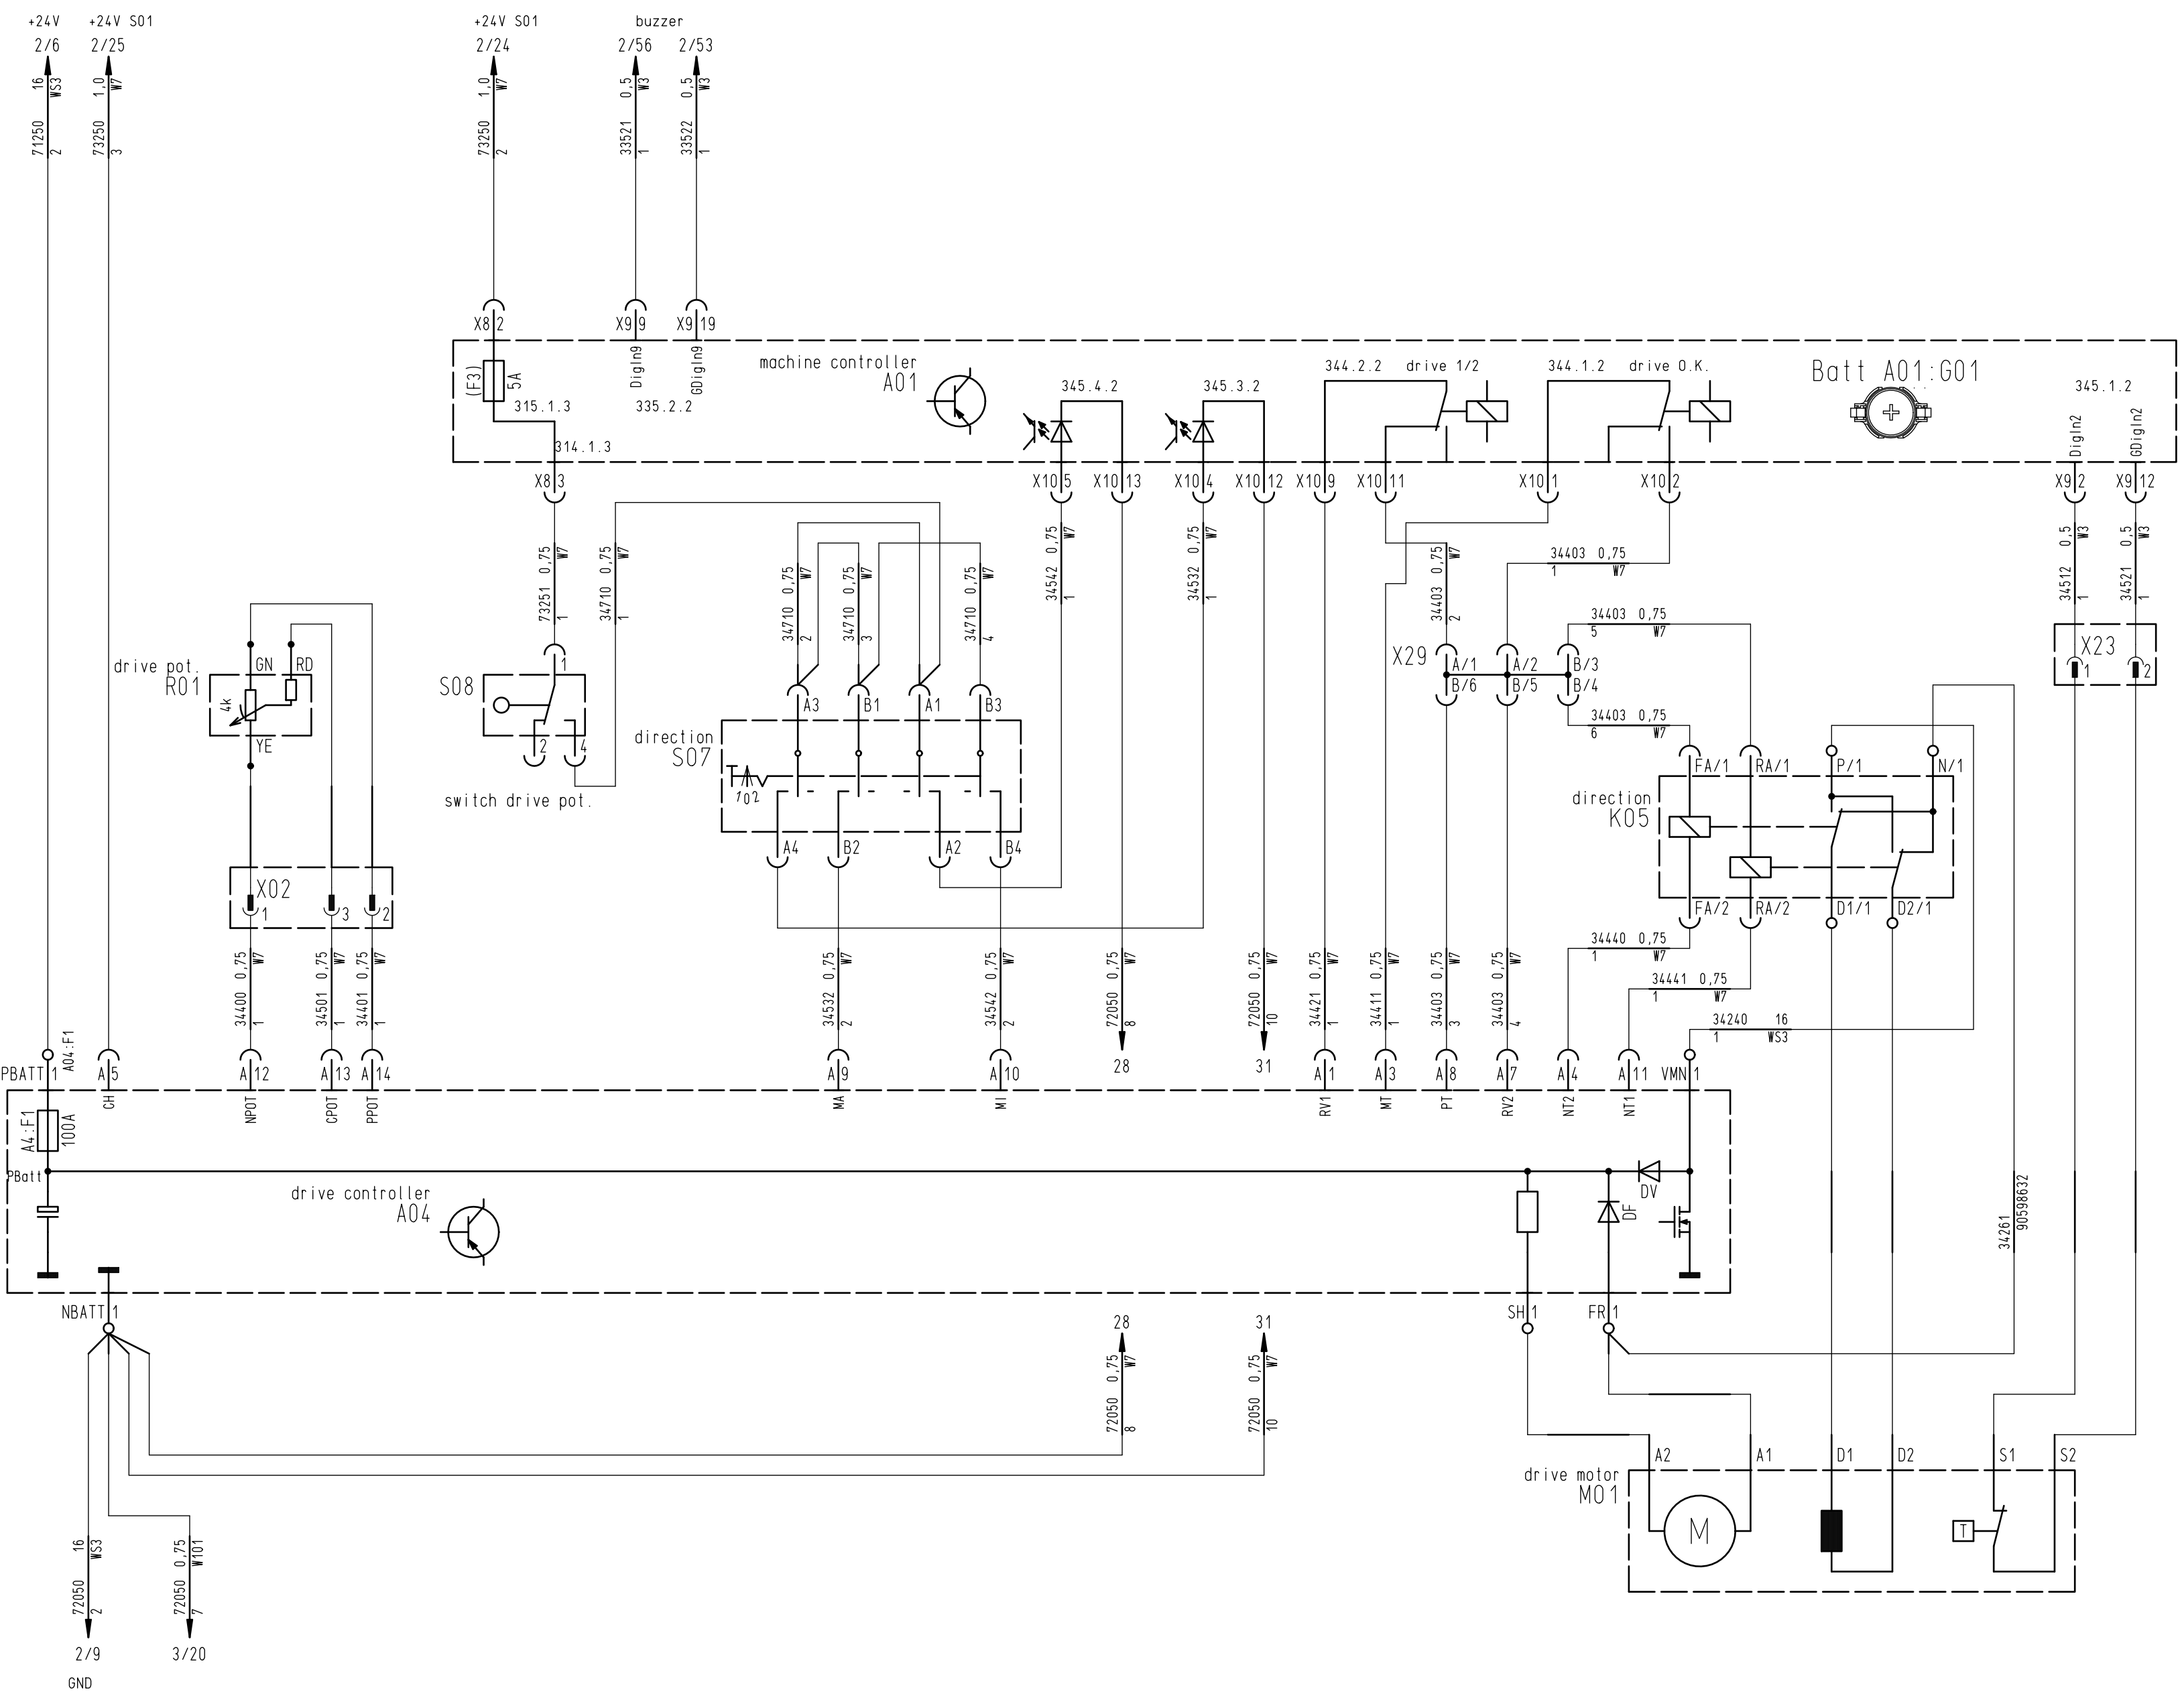 +24V
+24V S01
+24V S01
buzzer
2/6
2/25
2/24
2/56
2/53
71250 16
2 WS3
73250 1,0
3 W7
73250 1,0
2 W7
33521 0,5
1 W3
33522 0,5
1 W3
X8 2
X9 9
X9 19
(F3)
5A
315.1.3
314.1.3
DigIn9
335.2.2
GDigIn9
machine controller
A01
345.4.2
345.3.2
344.2.2
drive 1/2
344.1.2
drive O.K.
Batt A01:G01
345.1.2
DigIn2
GDigIn2
X8 3
X10 5
X10 13
X10 4
X10 12
X10 9
X10 11
X10 1
X10 2
X9 2
X9 12
73251 0,75
1 W7
34710 0,75
1 W7
34710 0,75
2 W7
34710 0,75
3 W7
34710 0,75
4 W7
34542 0,75
1 W7
34532 0,75
1 W7
34403 0,75
2 W7
34403 0,75
1 W7
34512 0,5
1 W3
34521 0,5
1 W3
34403 0,75
5 W7
X29
A/1
A/2
B/3
B/6
B/5
B/4
34403 0,75
6 W7
X23
1
2
drive pot.
R01
GN
RD
4k
YE
S08
1
2
4
switch drive pot.
A3
B1
A1
B3
direction
S07
102
A4
B2
A2
B4
direction
K05
FA/1
RA/1
P/1
N/1
FA/2
RA/2
D1/1
D2/1
X02
1
3
2
34400 0,75
1 W7
34501 0,75
1 W7
34401 0,75
1 W7
34532 0,75
2 W7
34542 0,75
2 W7
72050 0,75
8 W7
72050 0,75
10 W7
34421 0,75
1 W7
34411 0,75
1 W7
34403 0,75
3 W7
34403 0,75
4 W7
34440 0,75
1 W7
34441 0,75
1 W7
34240 16
1 WS3
28
31
A04:F1
PBATT 1
A 5
A 12
A 13
A 14
A 9
A 10
A 1
A 3
A 8
A 7
A 4
A 11
VMN 1
CH
NPOT
CPOT
PPOT
MA
MI
RV1
MT
PT
RV2
NT2
NT1
A4:F1
100A
PBatt
drive controller
A04
DV
DF
34261
90598632
NBATT 1
SH 1
FR 1
28
31
72050 0,75
8 W7
72050 0,75
10 W7
drive motor
M01
A2
A1
D1
D2
S1
S2
M
T
72050 16
2 WS3
72050 0,75
7 W101
2/9
3/20
GND